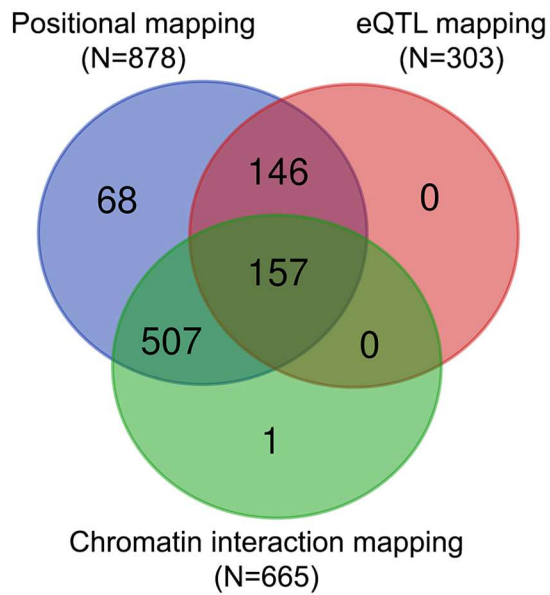 Positional mapping
(N=878)
eQTL mapping
(N=303)
68
146
0
157
507
0
1
Chromatin interaction mapping
(N=665)